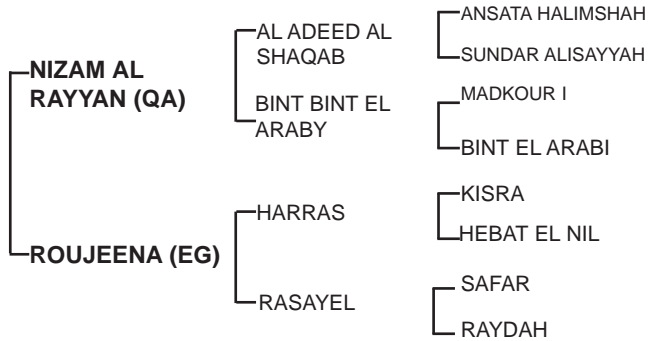 NIZAM AL
RAYYAN (QA)
AL ADEED AL
SHAQAB
ANSATA HALIMSHAH
SUNDAR ALISAYYAH
BINT BINT EL
ARABY
MADKOUR I
BINT EL ARABI
ROUJEENA (EG)
HARRAS
KISRA
HEBAT EL NIL
RASAYEL
SAFAR
RAYDAH